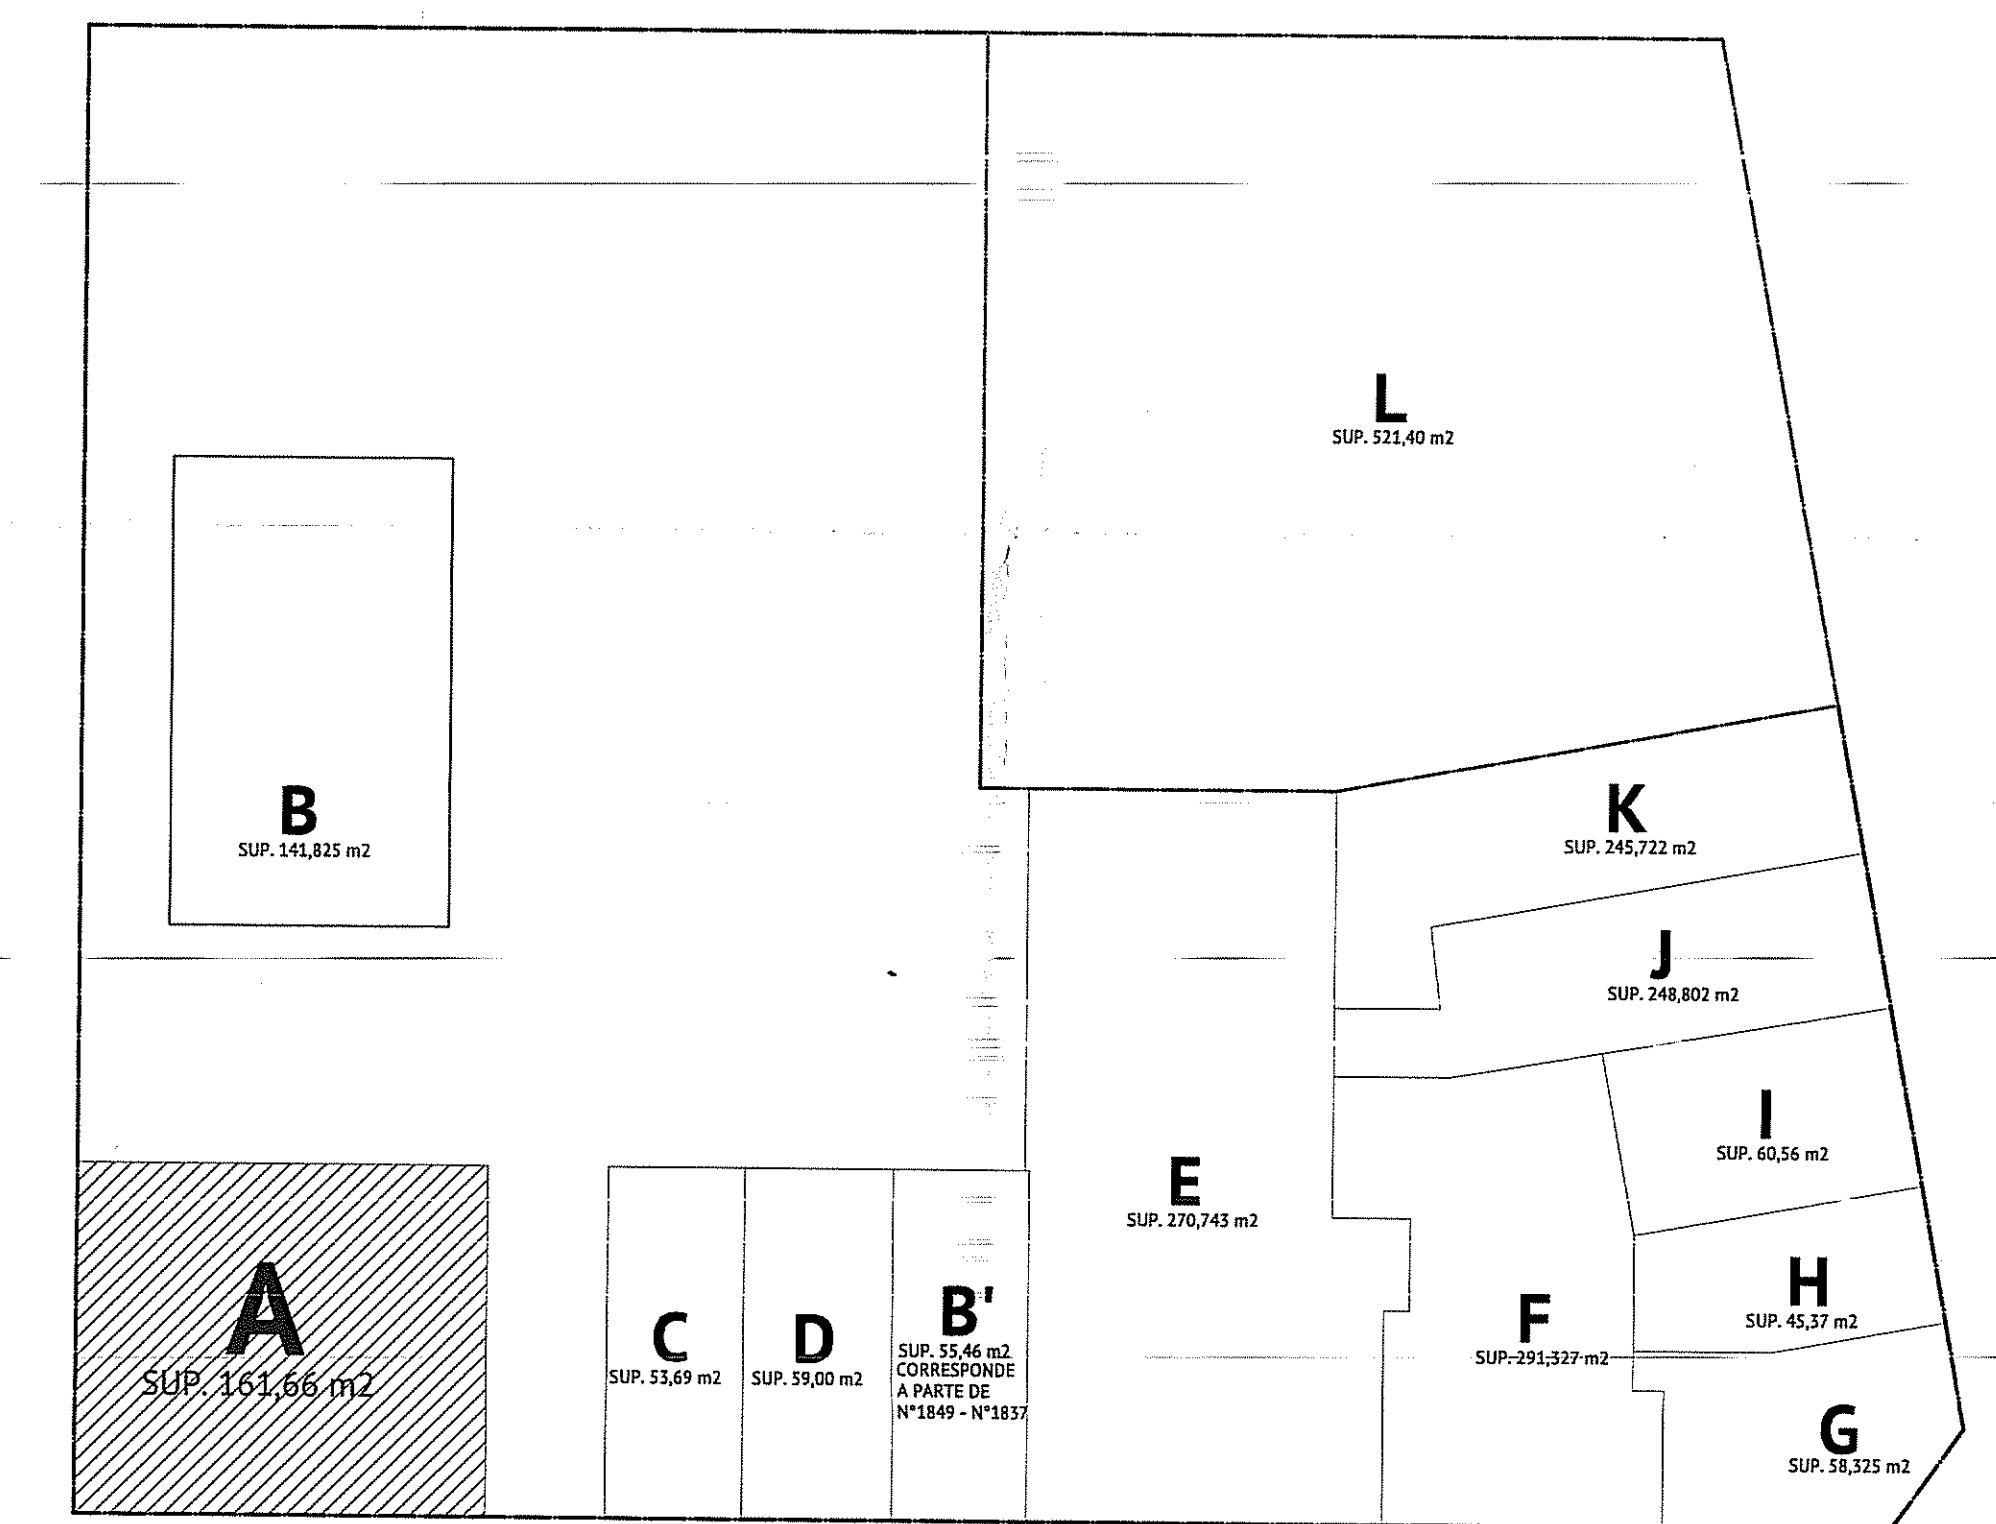 L
SUP. 521,40 m2
B
SUP. 141,825 m2
K
SUP. 245,722 m2
J
SUP. 248,802 m2
I
SUP. 60,56 m2
E
SUP. 270,743 m2
H
SUP. 45,37 m2
A
SUP. 161,66 m2
C
SUP. 53,69 m2
D
SUP. 59,00 m2
B'
SUP. 55,46 m2
CORRESPONDE
A PARTE DE
N°1849 - N°1837
F
SUP. 291,327 m2
G
SUP. 58,325 m2